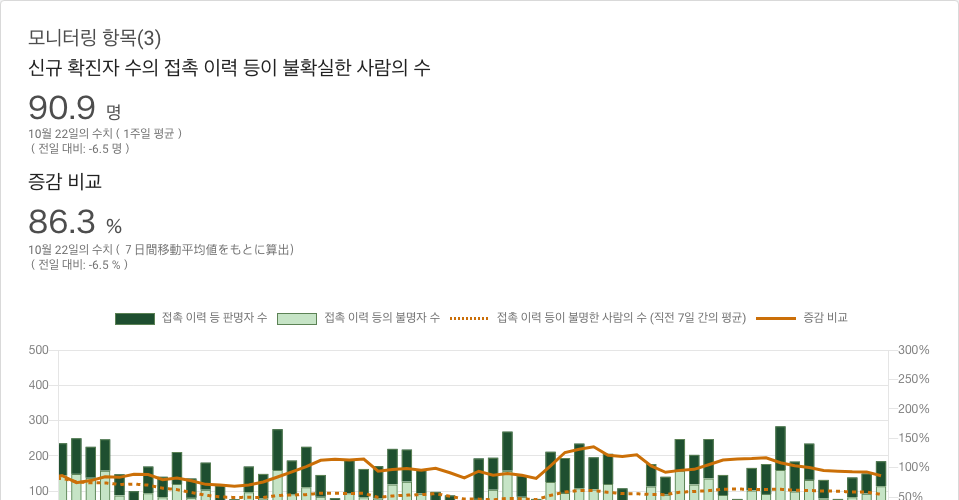 모니터링 항목(3)
신규 확진자 수의 접촉 이력 등이 불확실한 사람의 수
90.9 명
10월 22일의 수치 ( 1주일 평균 )
( 전일 대비: -6.5 명 )
증감 비교
86.3 %
10월 22일의 수치 ( 7日間移動平均値をもとに算出)
( 전일 대비: -6.5 % )
접촉 이력 등 판명자 수 접촉 이력 등의 불명자 수 접촉 이력 등이 불명한 사람의 수 (직전 7일 간의 평균) 증감 비교
500 300%
250%
400
200%
300
150%
200
100%
100
50%